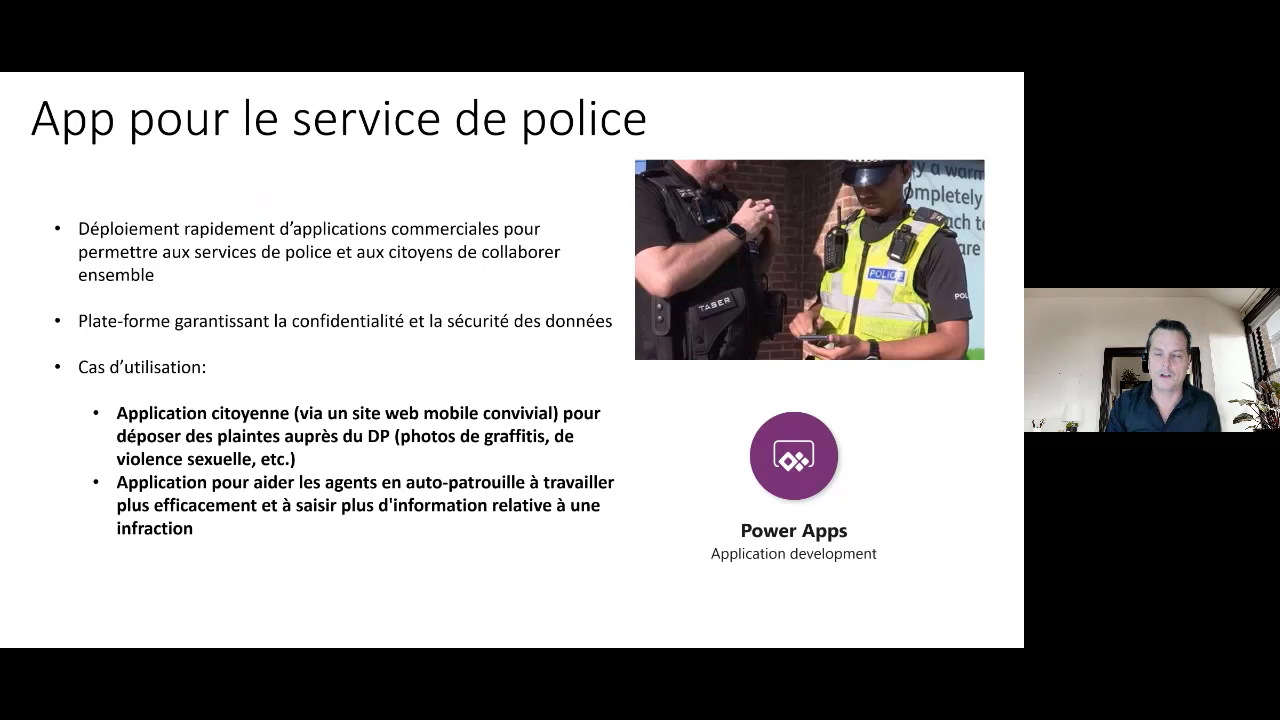 App pour le service de police
• Déploiement rapidement d’applications commerciales pour
permettre aux services de police et aux citoyens de collaborer
ensemble
• Plate-forme garantissant la confidentialité et la sécurité des données
• Cas d’utilisation:
• Application citoyenne (via un site web mobile convivial) pour
déposer des plaintes auprès du DP (photos de graffitis, de
violence sexuelle, etc.)
• Application pour aider les agents en auto-patrouille à travailler
plus efficacement et à saisir plus d'information relative à une
infraction
a warm
ompletely
TASER
POLICE
Power Apps
Application development